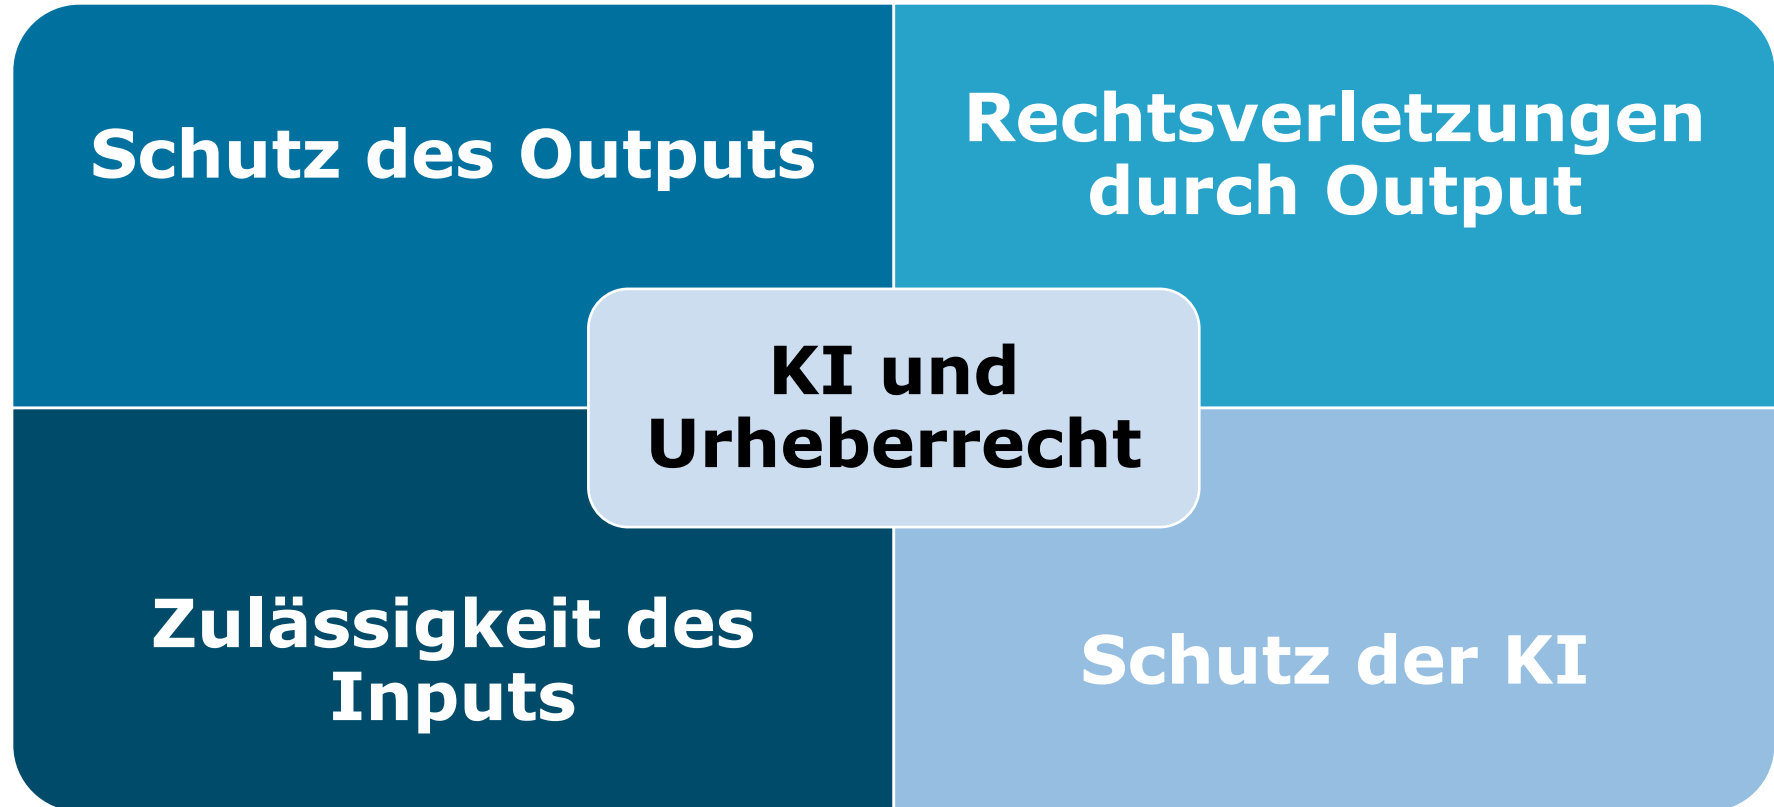 Schutz des Outputs
Rechtsverletzungen
durch Output
KI und
Urheberrecht
Zulässigkeit des
Inputs
Schutz der KI